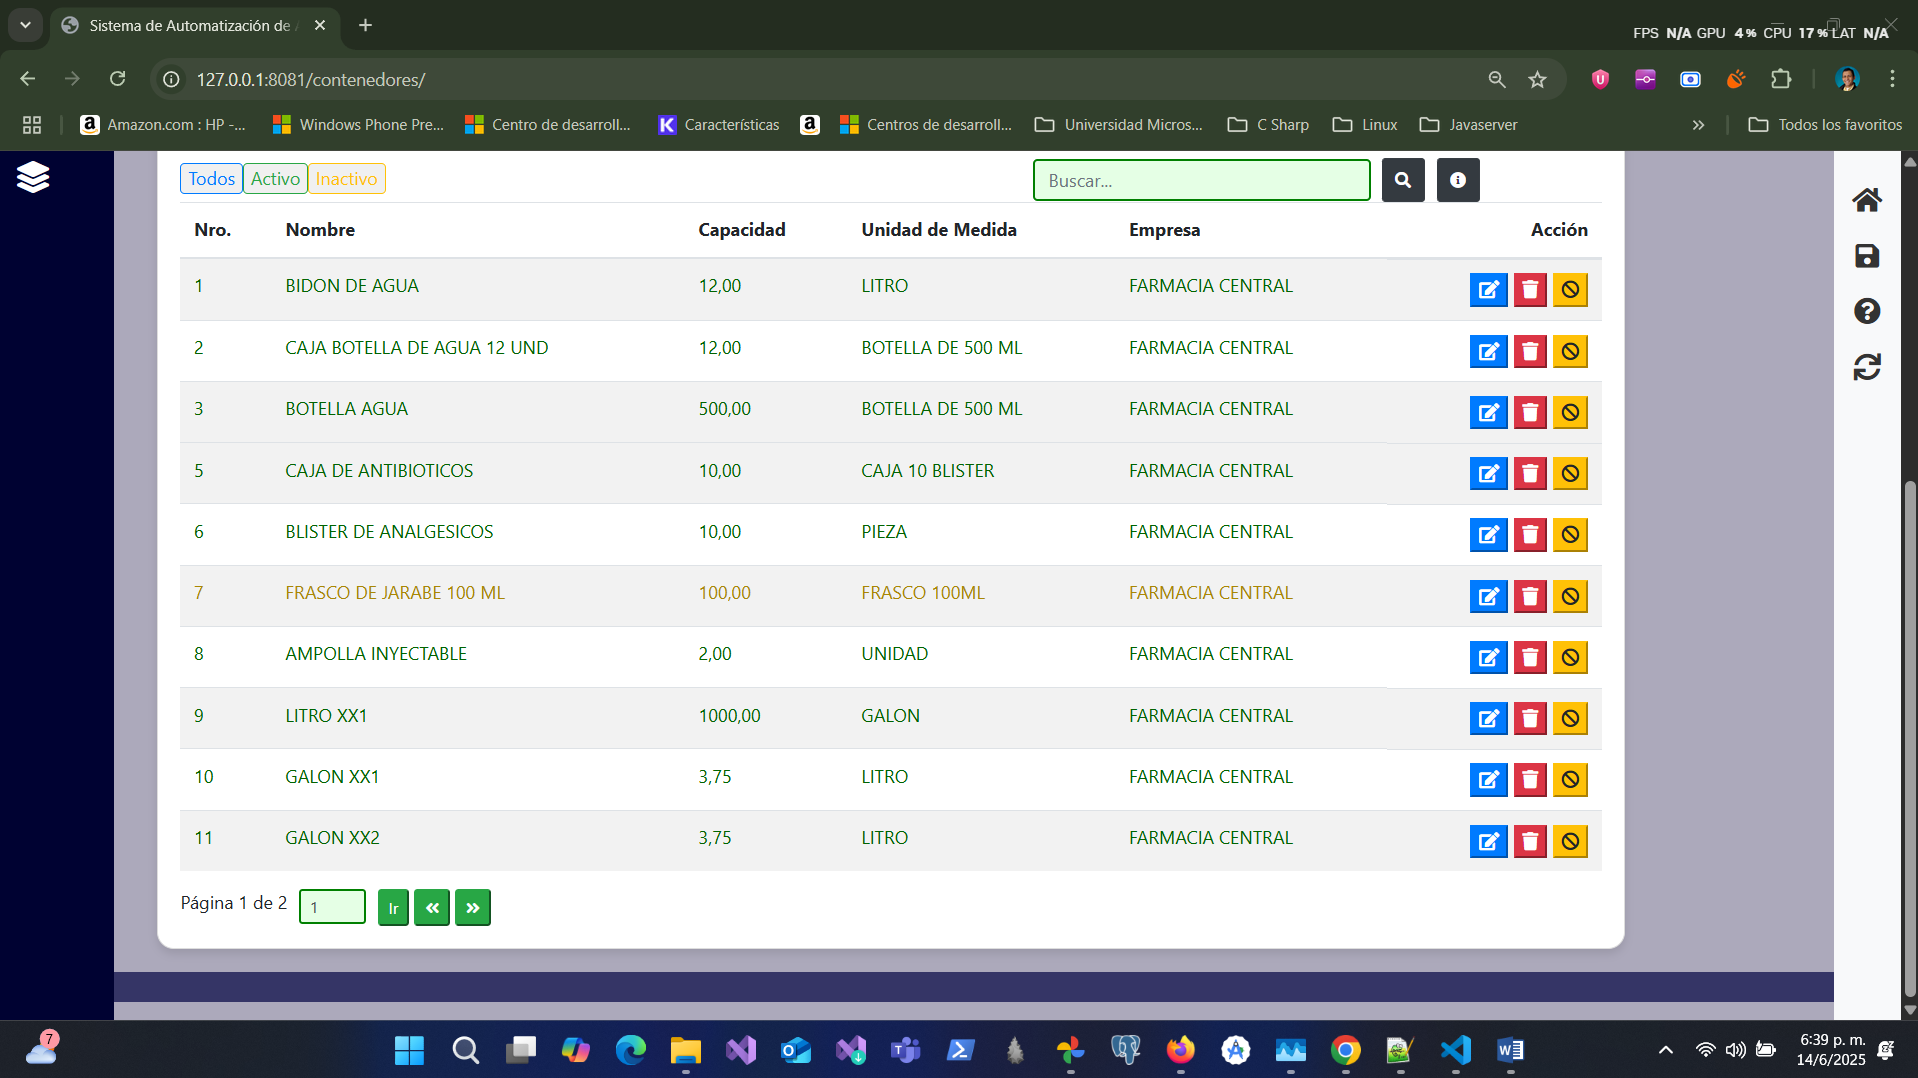 Sistema de Automatización de A
FPS N/A GPU 4% CPU 17% LAT N/A
127.0.0.1:8081/contenedores/
Amazon.com : HP -... Windows Phone Pre... Centro de desarroll... Características Centros de desarroll... Universidad Micros... C Sharp Linux Javaserver Todos los favoritos
Todos Activo Inactivo Buscar...
Nro. Nombre Capacidad Unidad de Medida Empresa Acción
1 BIDON DE AGUA 12,00 LITRO FARMACIA CENTRAL
2 CAJA BOTELLA DE AGUA 12 UND 12,00 BOTELLA DE 500 ML FARMACIA CENTRAL
3 BOTELLA AGUA 500,00 BOTELLA DE 500 ML FARMACIA CENTRAL
5 CAJA DE ANTIBIOTICOS 10,00 CAJA 10 BLISTER FARMACIA CENTRAL
6 BLISTER DE ANALGESICOS 10,00 PIEZA FARMACIA CENTRAL
7 FRASCO DE JARABE 100 ML 100,00 FRASCO 100ML FARMACIA CENTRAL
8 AMPOLLA INYECTABLE 2,00 UNIDAD FARMACIA CENTRAL
9 LITRO XX1 1000,00 GALON FARMACIA CENTRAL
10 GALON XX1 3,75 LITRO FARMACIA CENTRAL
11 GALON XX2 3,75 LITRO FARMACIA CENTRAL
Página 1 de 2 1 Ir « »
7
6:39 p. m.
14/6/2025